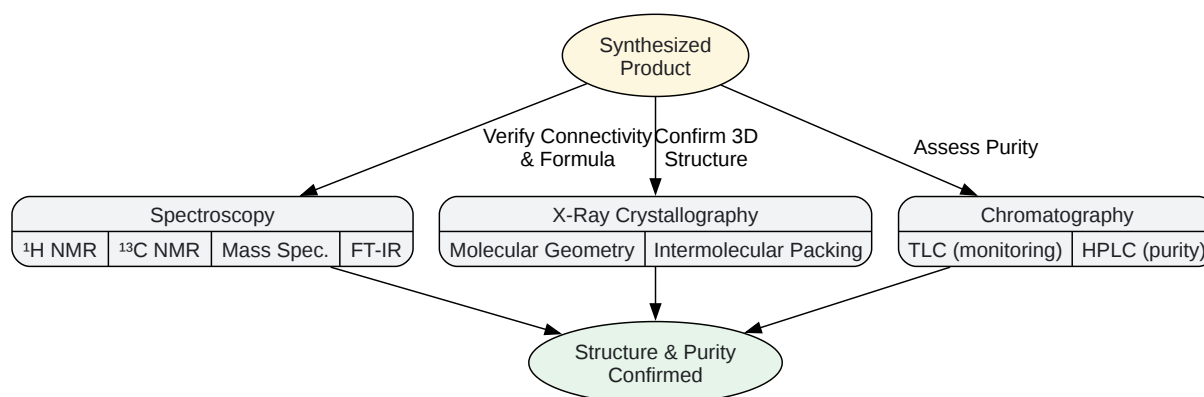 Synthesized
Product
Verify Connectivity
& Formula
Confirm 3D
Structure
Assess Purity
Spectroscopy
¹H NMR
¹³C NMR
Mass Spec.
FT-IR
X-Ray Crystallography
Molecular Geometry
Intermolecular Packing
Chromatography
TLC (monitoring)
HPLC (purity)
Structure & Purity
Confirmed